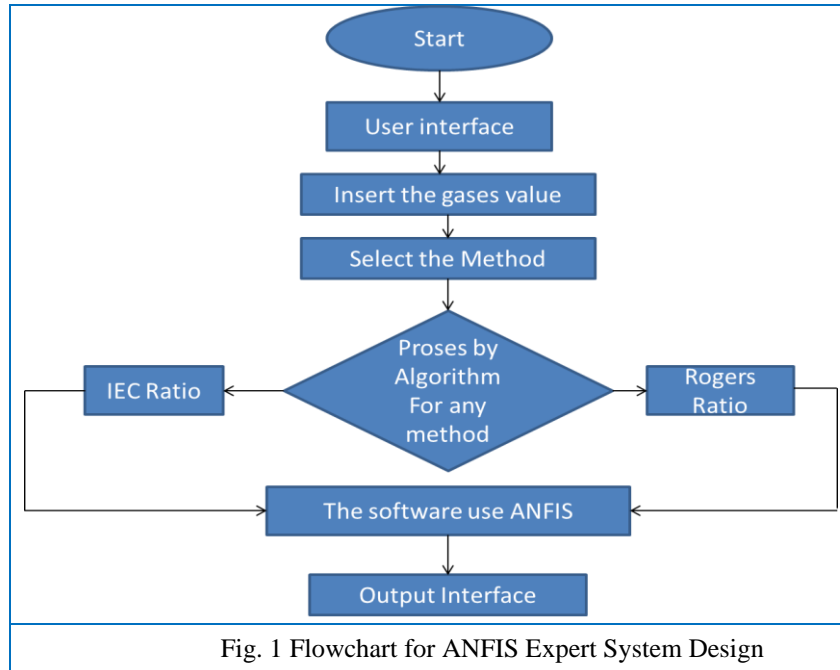 Start
User interface
Insert the gases value
Select the Method
Proses by
Algorithm
For any
method
IEC Ratio
Rogers
Ratio
The software use ANFIS
Output Interface
Fig. 1 Flowchart for ANFIS Expert System Design